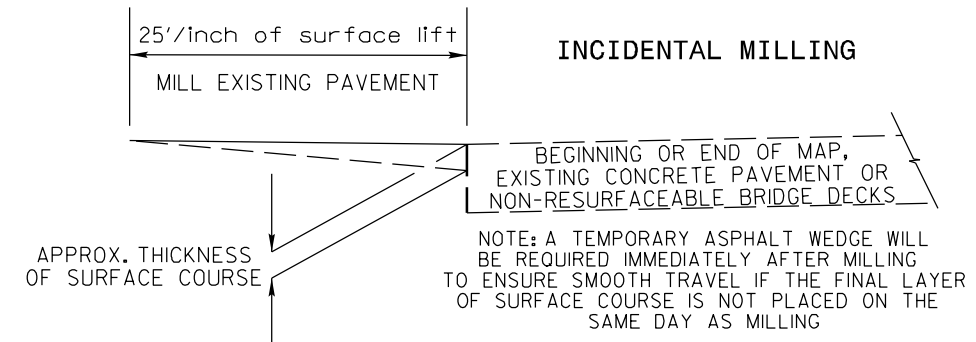 25'/inch of surface lift
MILL EXISTING PAVEMENT
INCIDENTAL MILLING
BEGINNING OR END OF MAP,
EXISTING CONCRETE PAVEMENT OR
NON-RESURFACEABLE BRIDGE DECKS
APPROX. THICKNESS
OF SURFACE COURSE
NOTE: A TEMPORARY ASPHALT WEDGE WILL
BE REQUIRED IMMEDIATELY AFTER MILLING
TO ENSURE SMOOTH TRAVEL IF THE FINAL LAYER
OF SURFACE COURSE IS NOT PLACED ON THE
SAME DAY AS MILLING